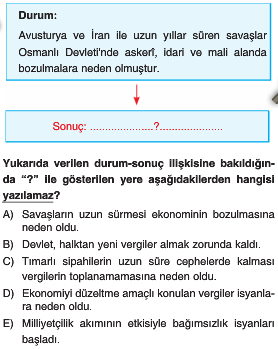 Durum:
Avusturya ve İran ile uzun yıllar süren savaşlar
Osmanlı Devleti'nde askerî, idari ve mali alanda
bozulmalara neden olmuştur.
Sonuç: ......................?......................
Yukarıda verilen durum-sonuç ilişkisine bakıldığın-
da “?” ile gösterilen yere aşağıdakilerden hangisi
yazılamaz?
A) Savaşların uzun sürmesi ekonominin bozulmasına
neden oldu.
B) Devlet, halktan yeni vergiler almak zorunda kaldı.
C) Tımarlı sipahilerin uzun süre cephelerde kalması
vergilerin toplanamamasına neden oldu.
D) Ekonomiyi düzeltme amaçlı konulan vergiler isyanla-
ra neden oldu.
E) Milliyetçilik akımının etkisiyle bağımsızlık isyanları
başladı.